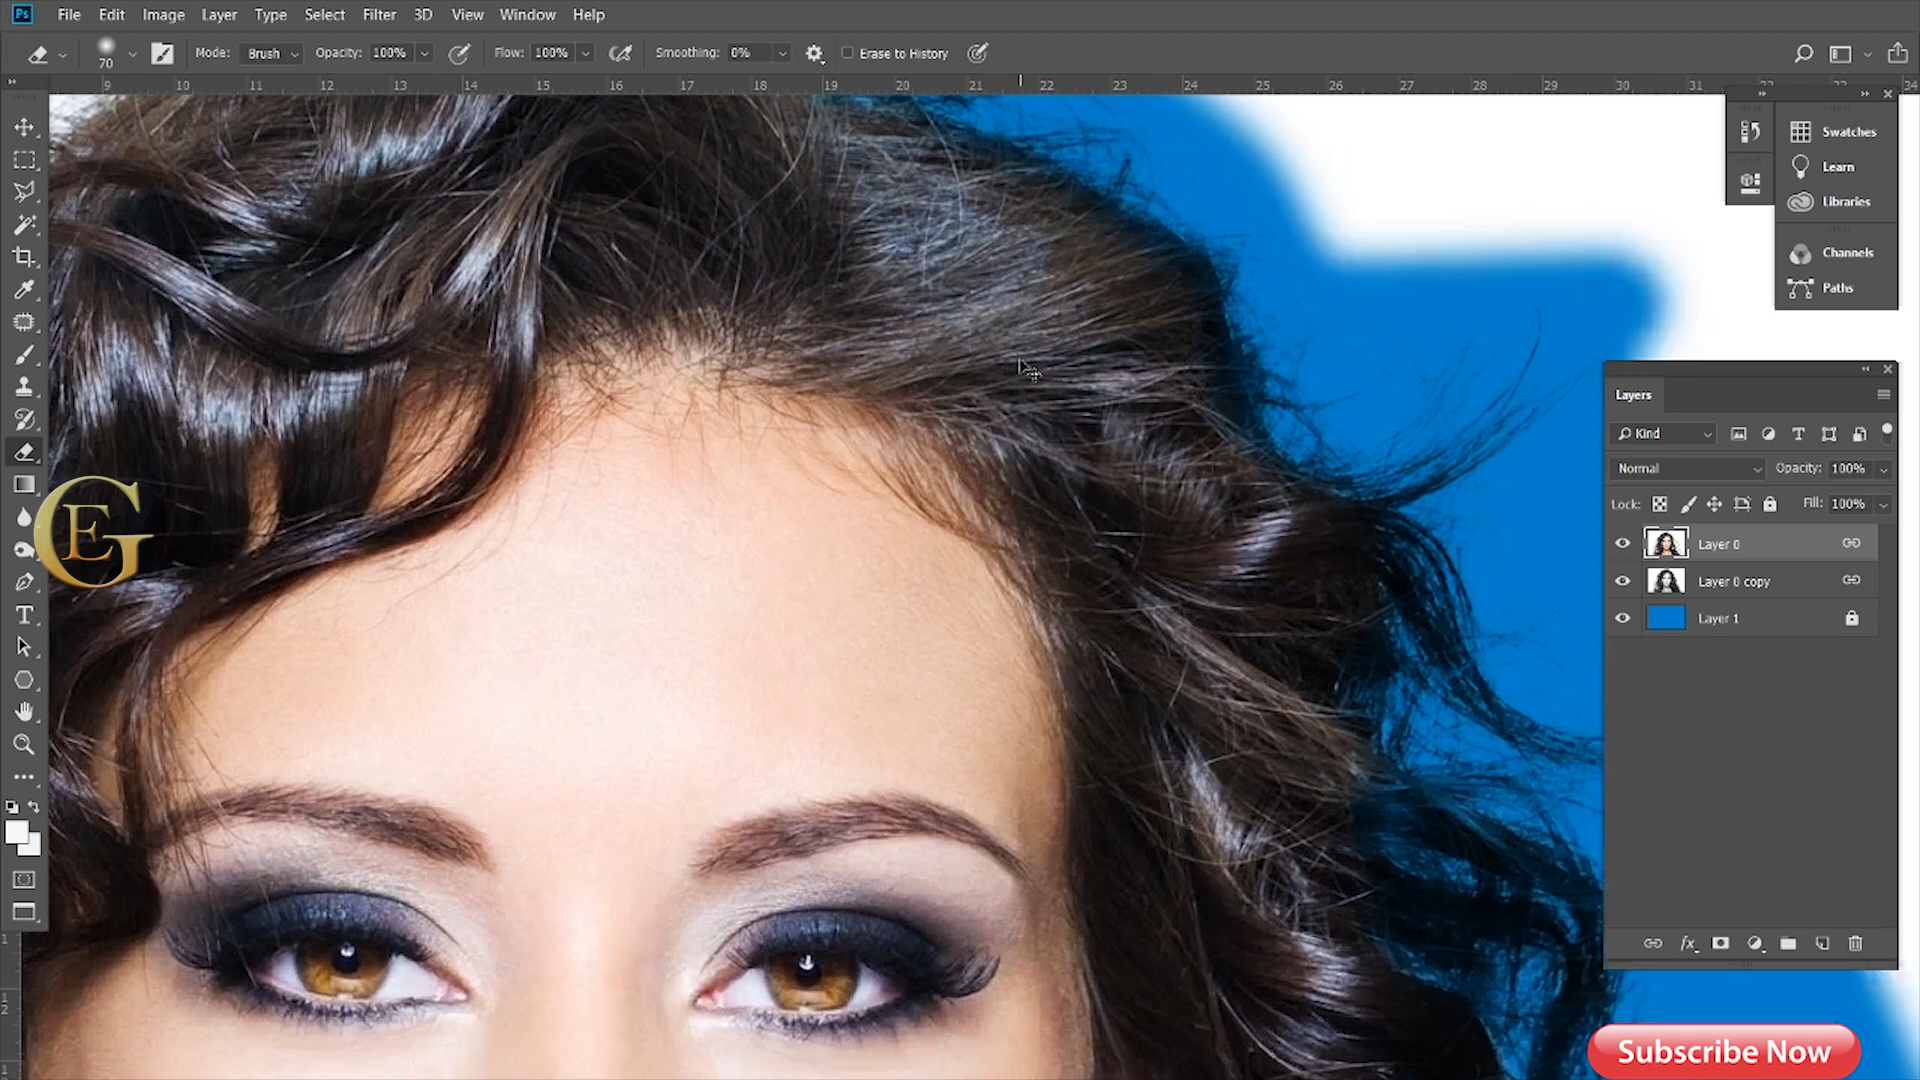 Ps File Edit Image Layer Type Select Filter 3D View Window Help
70 Mode: Brush Opacity: 100% Flow: 100% Smoothing: 0% Erase to History
9 10 11 12 13 14 15 16 17 18 19 20 21 22 23 24 25 26 27 28 29 30 31 34
Swatches
Learn
Libraries
Channels
Paths
Layers
Kind
Normal Opacity: 100%
Lock: Fill: 100%
Layer 0
Layer 0 copy
Layer 1
fx
GE
Subscribe Now